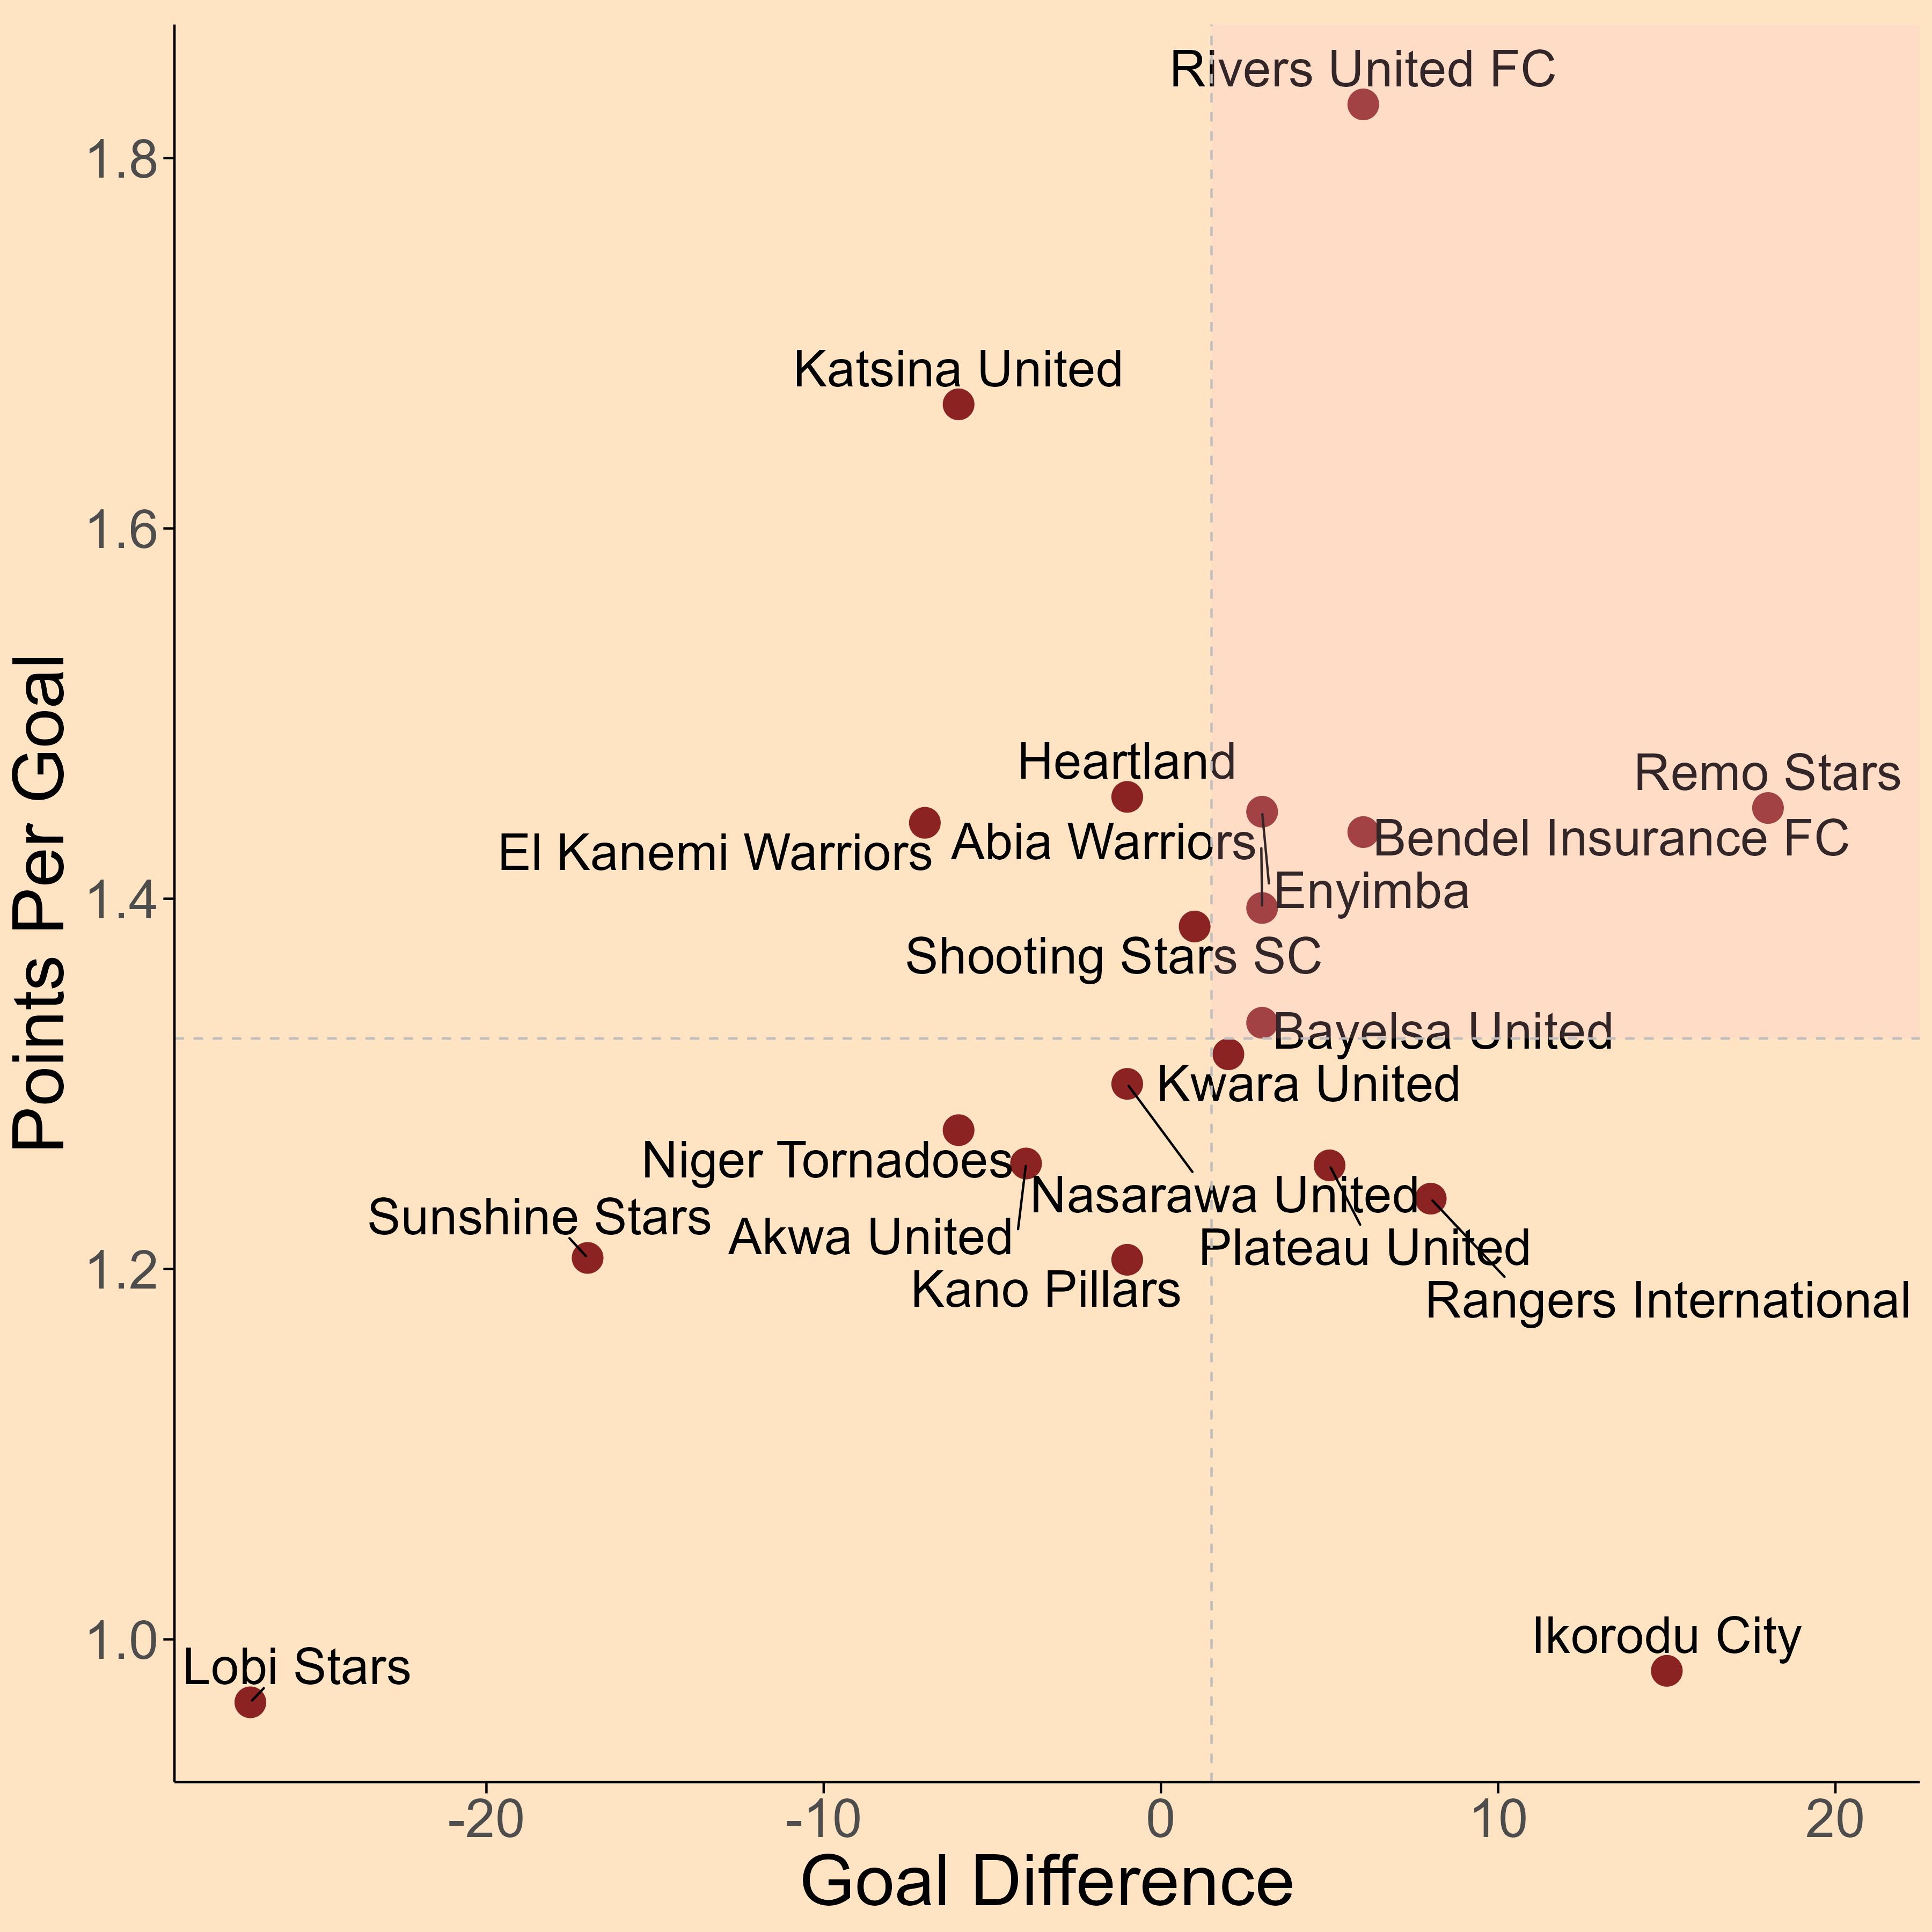 Rivers United FC
1.8
Katsina United
1.6
Heartland
Remo Stars
El Kanemi Warriors
Abia Warriors
Bendel Insurance FC
1.4
Enyimba
Shooting Stars SC
Bayelsa United
Kwara United
Niger Tornadoes
Nasarawa United
Sunshine Stars
Akwa United
Plateau United
1.2
Kano Pillars
Rangers International
1.0
Ikorodu City
Lobi Stars
Points Per Goal
-20
-10
0
10
20
Goal Difference